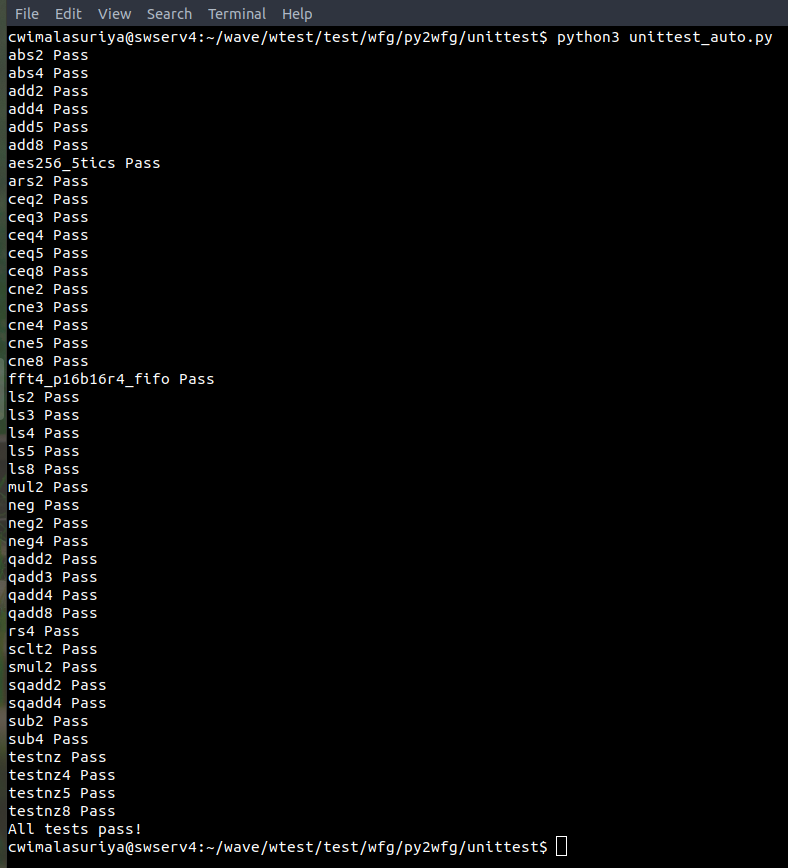 File Edit View Search Terminal Help
cwimalasuriya@swserv4:~/wave/wtest/test/wfg/py2wfg/unittest$ python3 unittest_auto.py
abs2 Pass
abs4 Pass
add2 Pass
add4 Pass
add5 Pass
add8 Pass
aes256_5tics Pass
ars2 Pass
ceq2 Pass
ceq3 Pass
ceq4 Pass
ceq5 Pass
ceq8 Pass
cne2 Pass
cne3 Pass
cne4 Pass
cne5 Pass
cne8 Pass
fft4_p16b16r4_fifo Pass
ls2 Pass
ls3 Pass
ls4 Pass
ls5 Pass
ls8 Pass
mul2 Pass
neg Pass
neg2 Pass
neg4 Pass
qadd2 Pass
qadd3 Pass
qadd4 Pass
qadd8 Pass
rs4 Pass
sclt2 Pass
smul2 Pass
sqadd2 Pass
sqadd4 Pass
sub2 Pass
sub4 Pass
testnz Pass
testnz4 Pass
testnz5 Pass
testnz8 Pass
All tests pass!
cwimalasuriya@swserv4:~/wave/wtest/test/wfg/py2wfg/unittest$